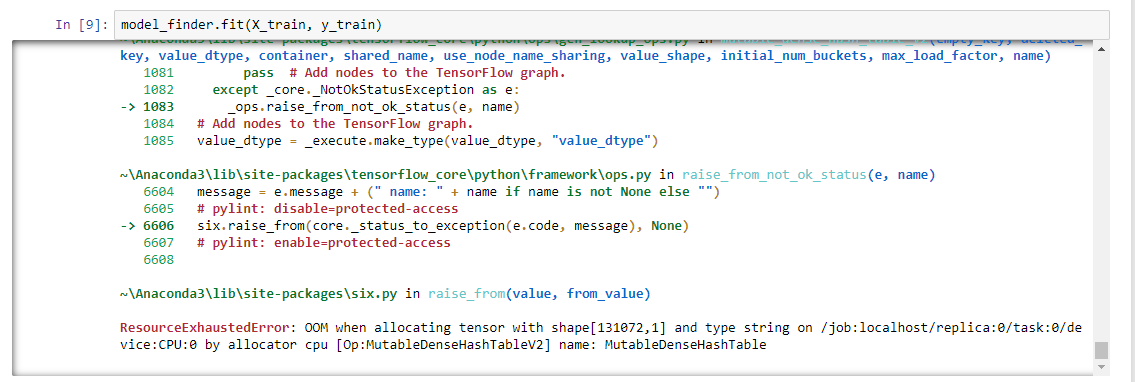 In [9]: model_finder.fit(X_train, y_train)
~\Anaconda3\lib\site-packages\tensorflow_core\python\ops\gen_lookup_ops.py in (empty_key, deleted_
key, value_dtype, container, shared_name, use_node_name_sharing, value_shape, initial_num_buckets, max_load_factor, name)
1081 pass # Add nodes to the TensorFlow graph.
1082 except _core._NotOkStatusException as e:
-> 1083 _ops.raise_from_not_ok_status(e, name)
1084 # Add nodes to the TensorFlow graph.
1085 value_dtype = _execute.make_type(value_dtype, "value_dtype")
~\Anaconda3\lib\site-packages\tensorflow_core\python\framework\ops.py in raise_from_not_ok_status(e, name)
6604 message = e.message + (" name: " + name if name is not None else "")
6605 # pylint: disable=protected-access
-> 6606 six.raise_from(core._status_to_exception(e.code, message), None)
6607 # pylint: enable=protected-access
6608
~\Anaconda3\lib\site-packages\six.py in raise_from(value, from_value)
ResourceExhaustedError: OOM when allocating tensor with shape[131072,1] and type string on /job:localhost/replica:0/task:0/de
vice:CPU:0 by allocator cpu [Op:MutableDenseHashTableV2] name: MutableDenseHashTable